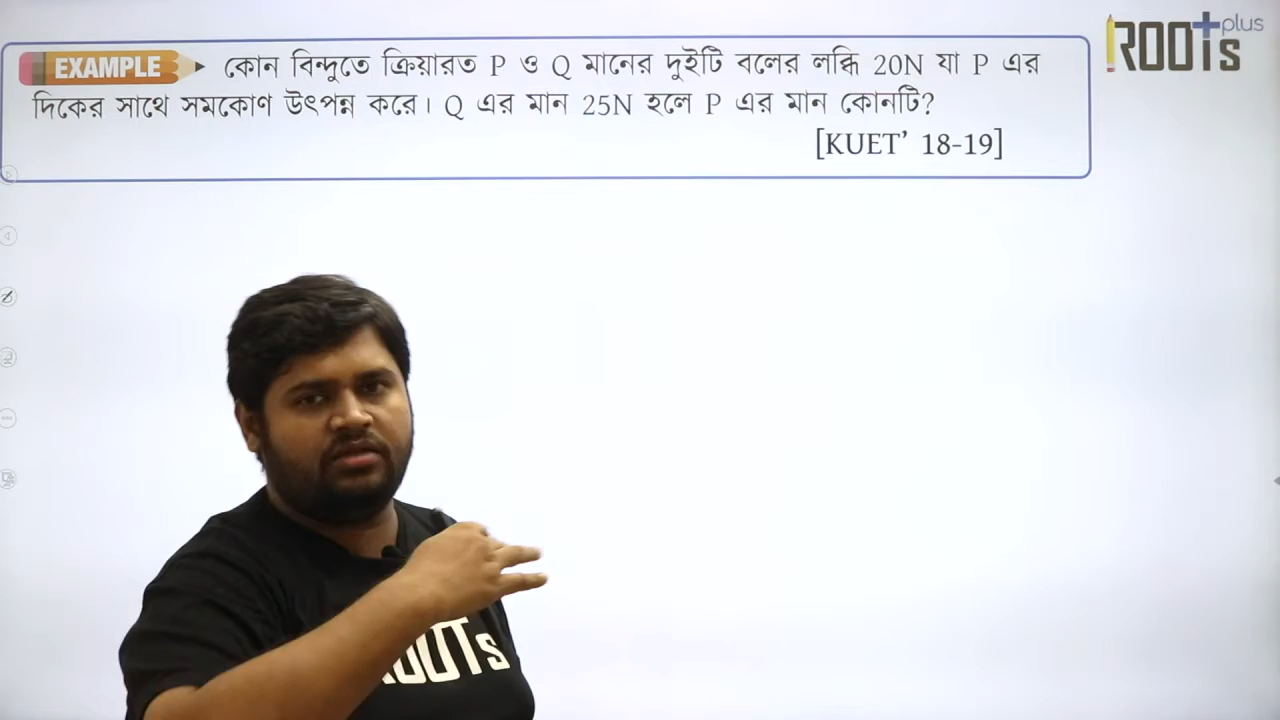 ROOTs plus
EXAMPLE কোন বিন্দুতে ক্রিয়ারত P ও Q মানের দুইটি বলের লব্ধি 20N যা P এর
দিকের সাথে সমকোণ উৎপন্ন করে। Q এর মান 25N হলে P এর মান কোনটি?
[KUET’ 18-19]
ROOTs